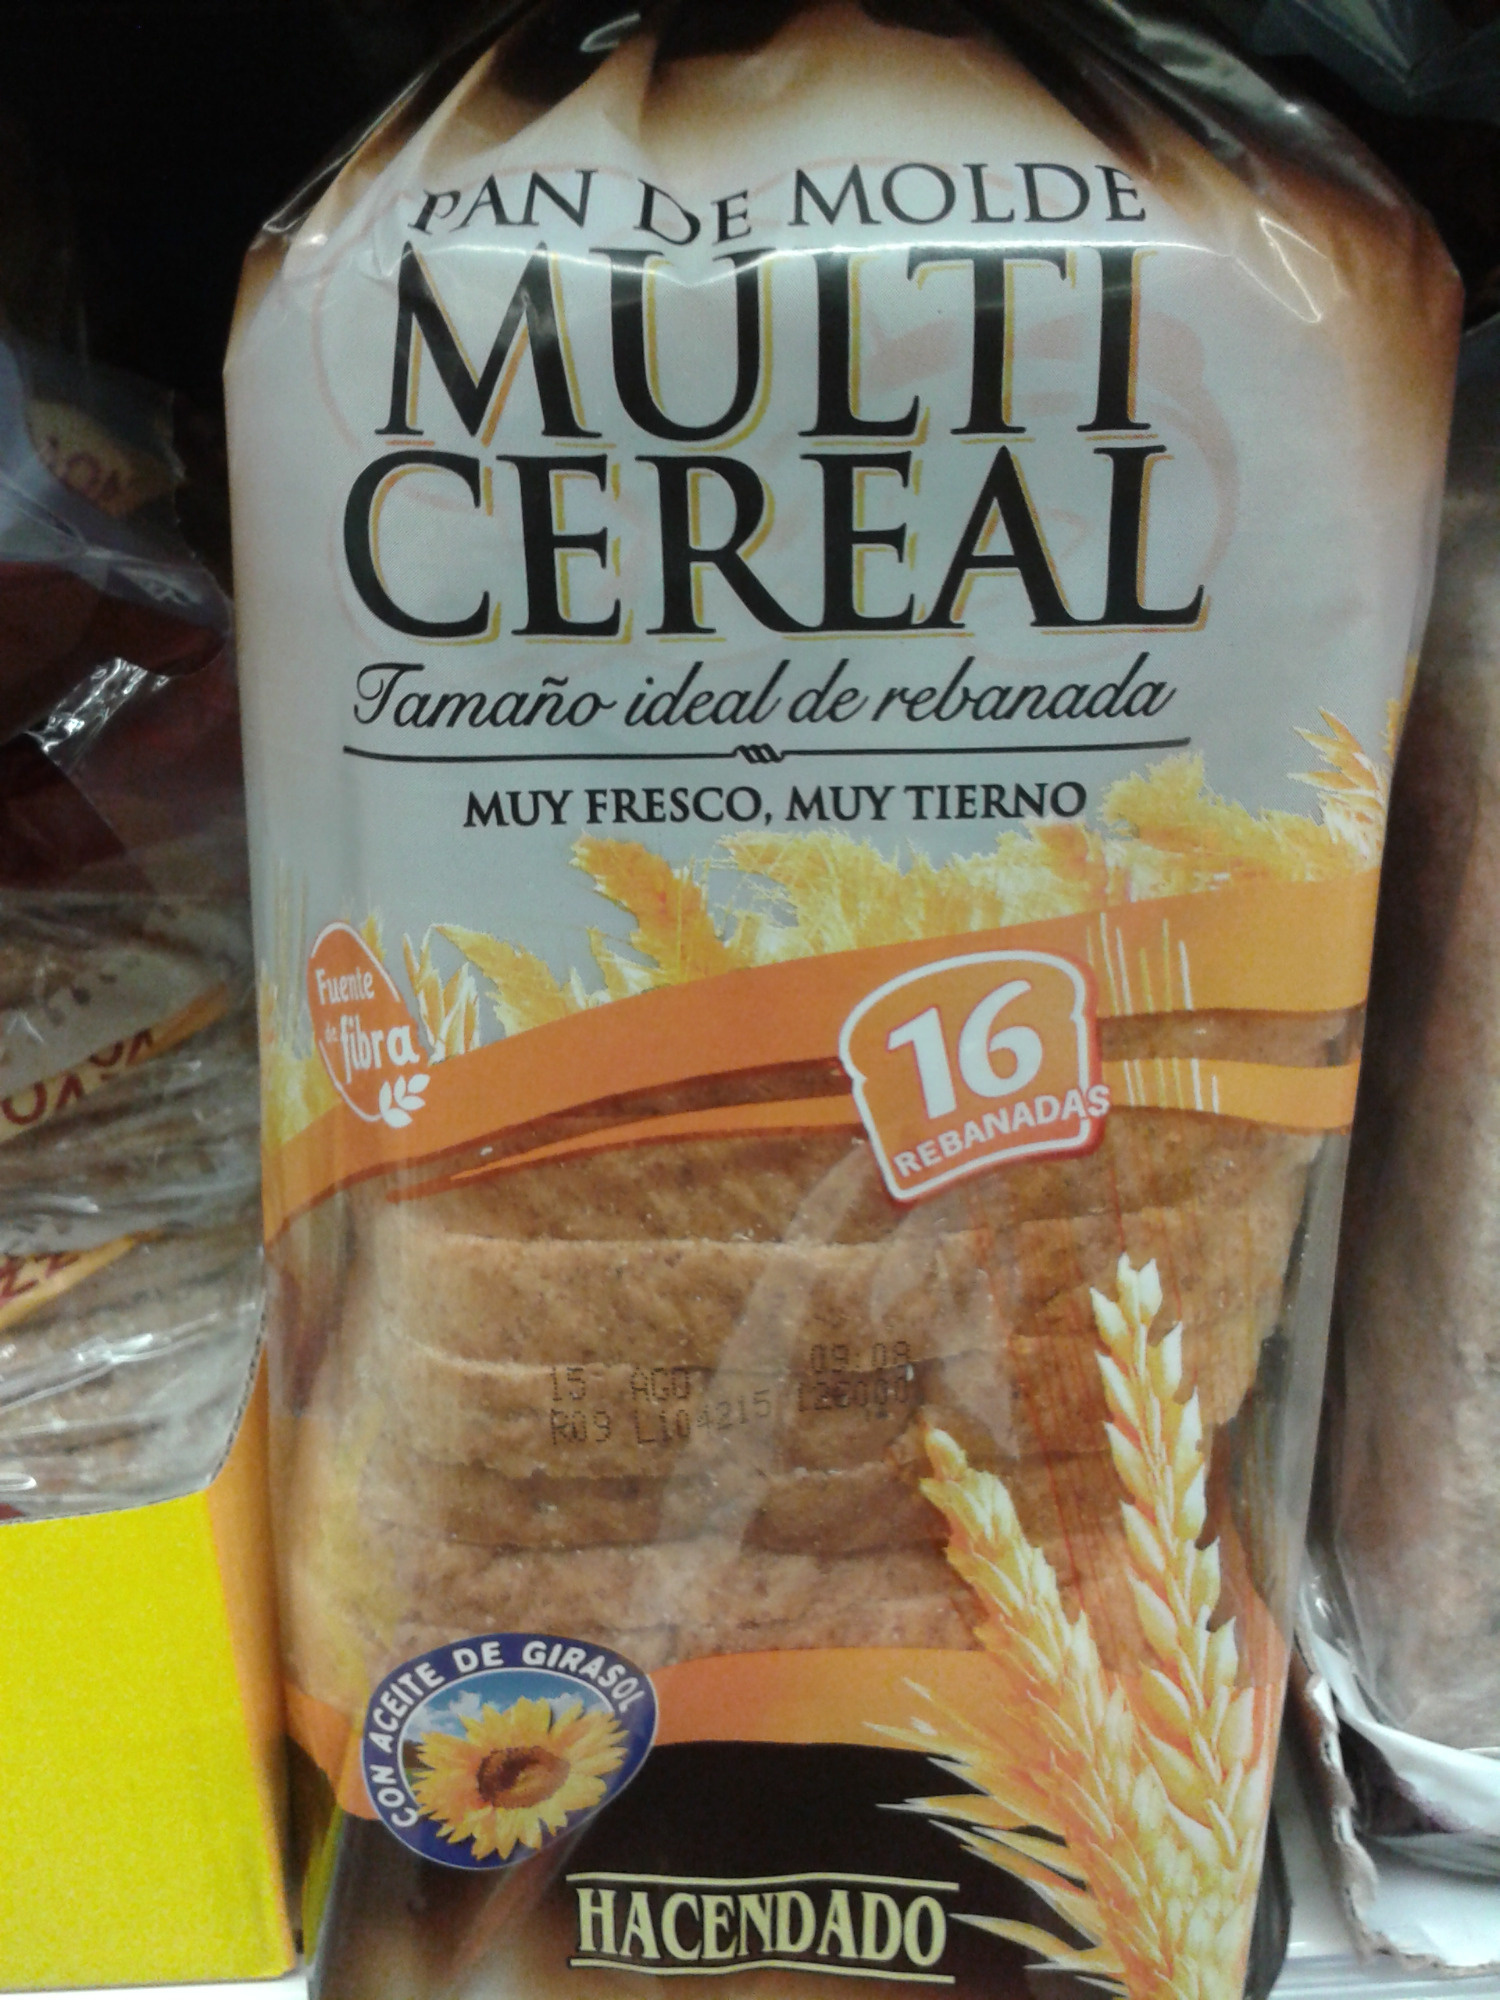 PAN DE MOLDE
MULTI
CEREAL
Tamaño ideal de rebanada
MUY FRESCO, MUY TIERNO
Fuente
de fibra
16
REBANADAS
15 AGO 09:08
R09 L104215
CON ACEITE DE GIRASOL
HACENDADO